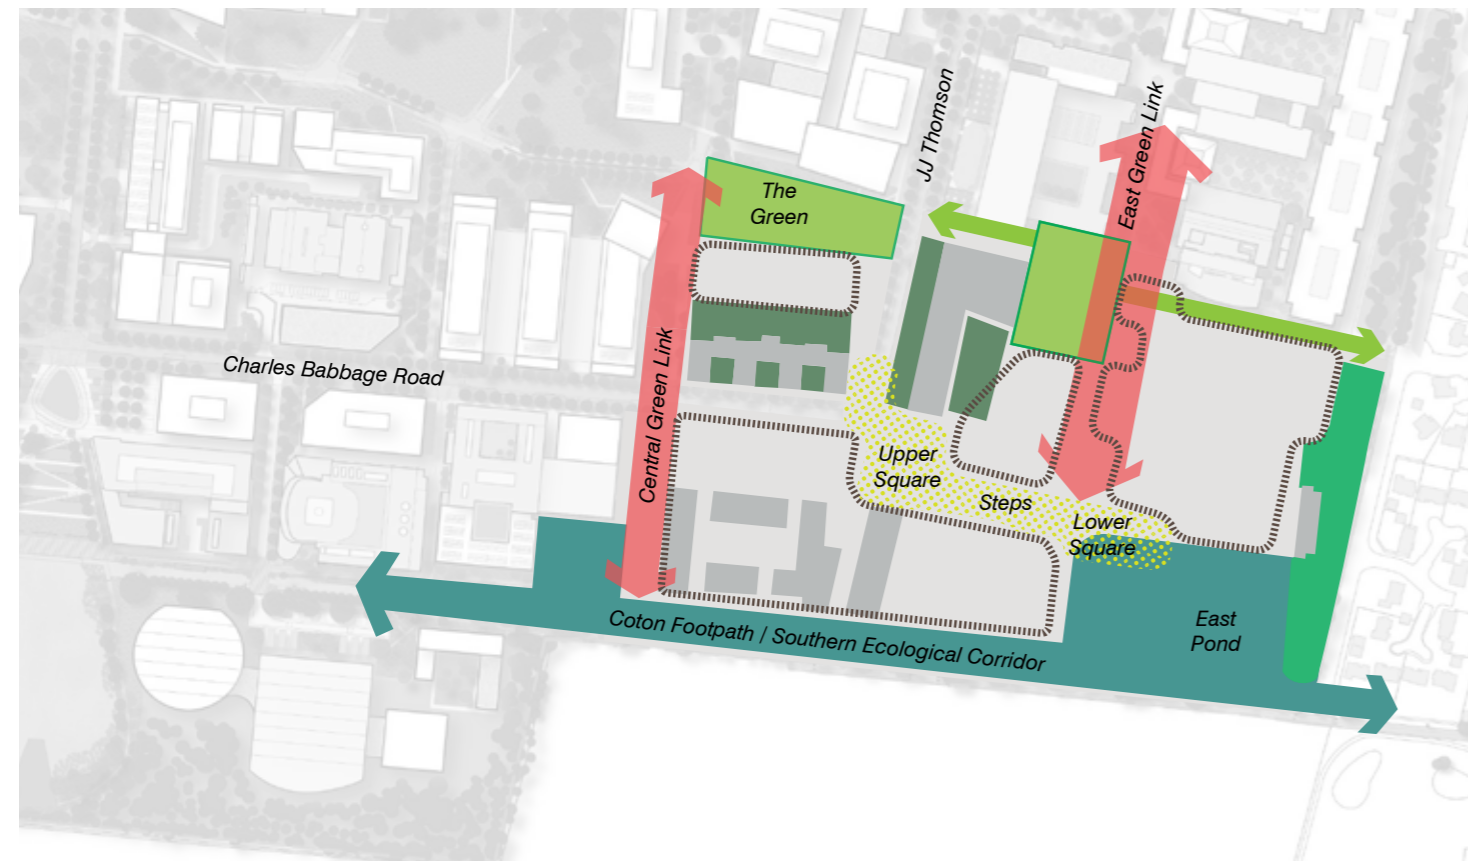 JJ Thomson
East Green Link
The
Green
Charles Babbage Road
Central Green Link
Upper
Square
Steps
Lower
Square
East
Pond
Coton Footpath / Southern Ecological Corridor